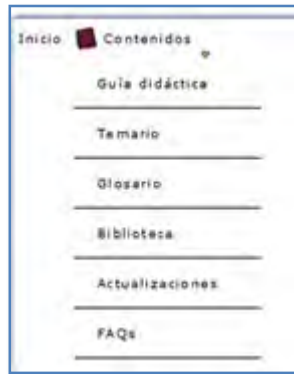 Inicio Contenidos
Guía didáctica
Temario
Glosario
Biblioteca
Actualizaciones
FAQs